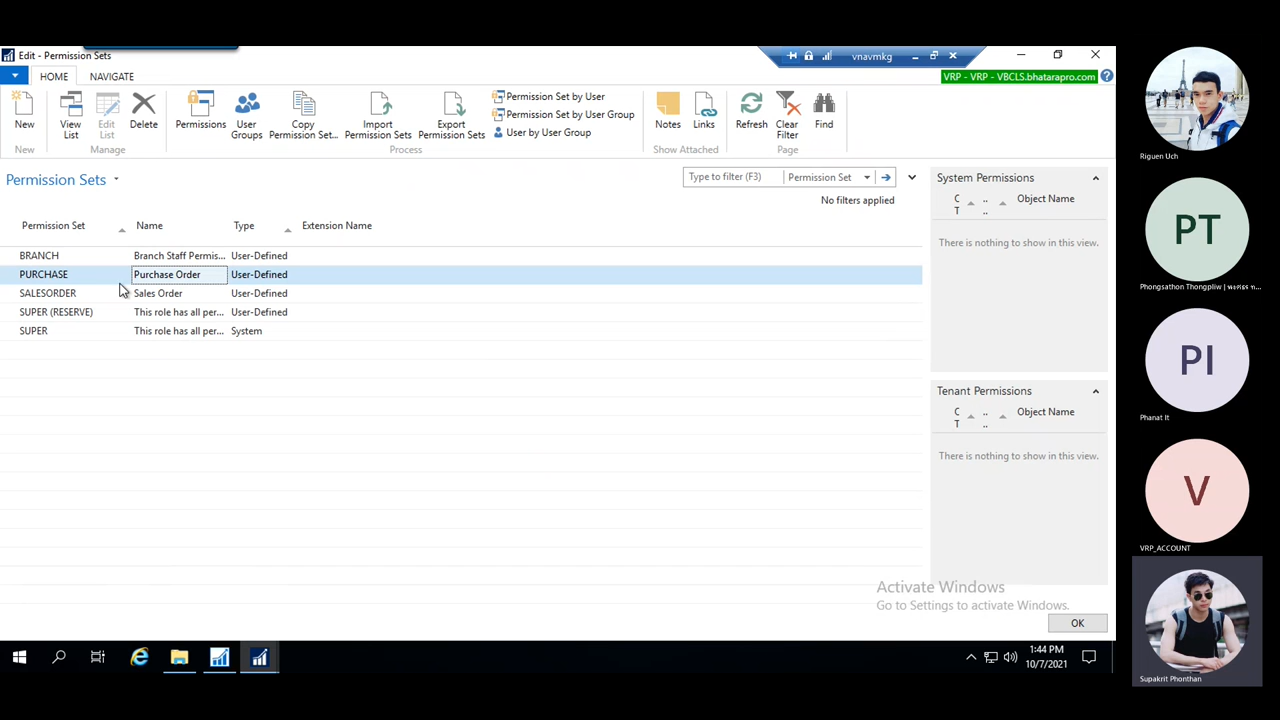 Edit - Permission Sets
vnavmkg
HOME
NAVIGATE
VRP - VRP - VBCLS.bhatarapro.com
New
View
List
Edit
List
Delete
Permissions
User
Groups
Copy
Permission Set...
Import
Permission Sets
Export
Permission Sets
Permission Set by User
Permission Set by User Group
User by User Group
Notes
Links
Refresh
Clear
Filter
Find
New
Manage
Process
Show Attached
Page
Permission Sets
Type to filter (F3)
Permission Set
No filters applied
Permission Set
Name
Type
Extension Name
BRANCH
Branch Staff Permis...
User-Defined
PURCHASE
Purchase Order
User-Defined
SALESORDER
Sales Order
User-Defined
SUPER (RESERVE)
This role has all per...
User-Defined
SUPER
This role has all per...
System
System Permissions
C
T
..
..
Object Name
There is nothing to show in this view.
Tenant Permissions
C
T
..
..
Object Name
There is nothing to show in this view.
Activate Windows
Go to Settings to activate Windows.
OK
1:44 PM
10/7/2021
Riguen Uch
PT
Phongsathon Thongpliw |
PI
Phanat It
V
VRP_ACCOUNT
Supakrit Phonthan